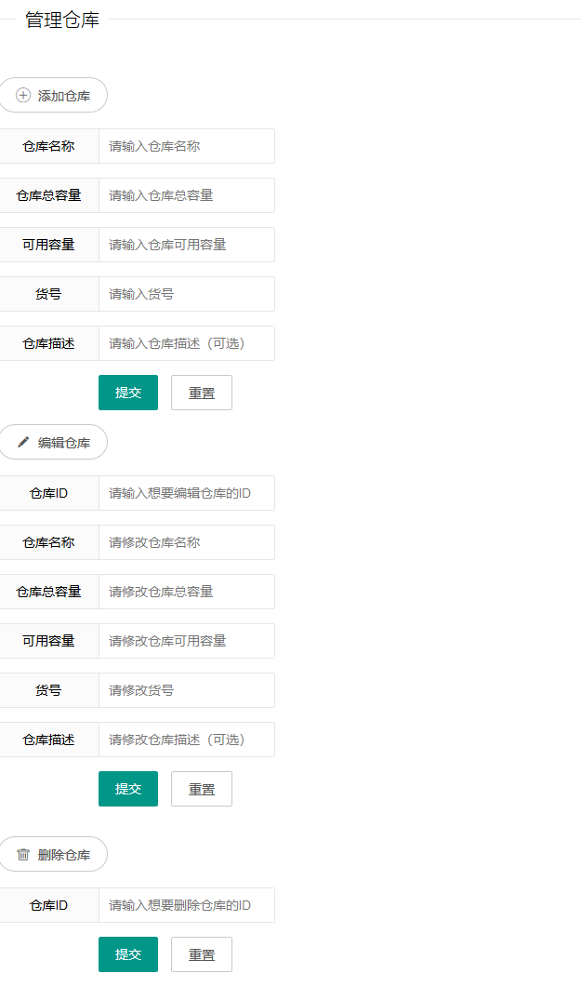 管理仓库
添加仓库
仓库名称 请输入仓库名称
仓库总容量 请输入仓库总容量
可用容量 请输入仓库可用容量
货号 请输入货号
仓库描述 请输入仓库描述（可选）
提交 重置
编辑仓库
仓库ID 请输入想要编辑仓库的ID
仓库名称 请修改仓库名称
仓库总容量 请修改仓库总容量
可用容量 请修改仓库可用容量
货号 请修改货号
仓库描述 请修改仓库描述（可选）
提交 重置
删除仓库
仓库ID 请输入想要删除仓库的ID
提交 重置